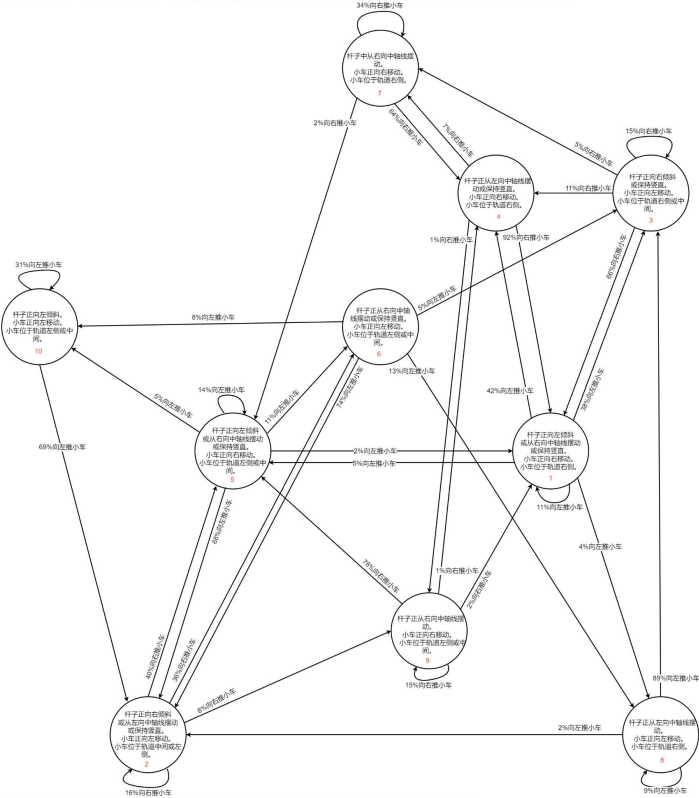 34%向右推小车
杆子中从右向中轴线摆
动。
小车正向右移动。
小车位于轨道右侧。
7
2%向右推小车
64%向右推小车
7%向右推小车
5%向右推小车
15%向右推小车
杆子正向右倾斜
或保持竖直。
小车正向左移动。
小车位于轨道右侧或中
间。
3
11%向右推小车
杆子正从左向中轴线摆
动或保持竖直。
小车正向右移动。
小车位于轨道右侧。
4
1%向右推小车
92%向右推小车
66%向右推小车
31%向左推小车
杆子正向左倾斜。
小车正向左移动。
小车位于轨道左侧或中
间。
10
8%向左推小车
杆子正从右向中轴
线摆动或保持竖直。
小车正向左移动。
小车位于轨道左侧或中
间。
6
5%向左推小车
13%向左推小车
74%向左推小车
42%向左推小车
38%向右推小车
5%向左推小车
14%向左推小车
11%向左推小车
杆子正向左倾斜
或从右向中轴线摆动
或保持竖直。
小车正向右移动。
小车位于轨道左侧或中
间。
5
2%向左推小车
5%向左推小车
杆子正向左倾斜
或从右向中轴线摆动
或保持竖直。
小车正向右移动。
小车位于轨道右侧。
1
11%向左推小车
69%向左推小车
68%向左推小车
4%向左推小车
78%向右推小车
1%向右推小车
2%向右推小车
杆子正从右向中轴线摆
动。
小车正向右移动。
小车位于轨道左侧或中
间。
9
15%向右推小车
40%向右推小车
36%向右推小车
8%向右推小车
89%向左推小车
杆子正向右倾斜
或从左向中轴线摆动
或保持竖直。
小车正向左移动。
小车位于轨道中间或左
侧。
2
16%向右推小车
2%向左推小车
杆子正从左向中轴线摆
动。
小车正向左移动。
小车位于轨道右侧。
8
9%向左推小车